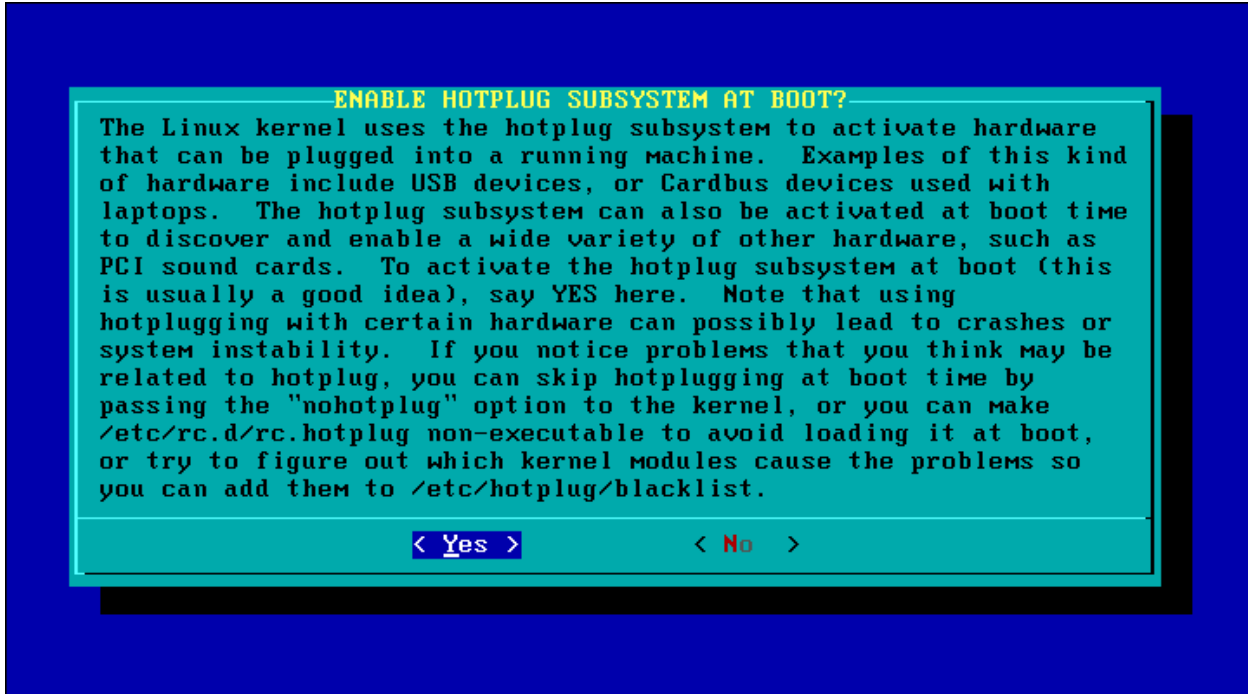 ENABLE HOTPLUG SUBSYSTEM AT BOOT?
The Linux kernel uses the hotplug subsystem to activate hardware
that can be plugged into a running machine.  Examples of this kind
of hardware include USB devices, or Cardbus devices used with
laptops.  The hotplug subsystem can also be activated at boot time
to discover and enable a wide variety of other hardware, such as
PCI sound cards.  To activate the hotplug subsystem at boot (this
is usually a good idea), say YES here.  Note that using
hotplugging with certain hardware can possibly lead to crashes or
system instability.  If you notice problems that you think may be
related to hotplug, you can skip hotplugging at boot time by
passing the "nohotplug" option to the kernel, or you can make
/etc/rc.d/rc.hotplug non-executable to avoid loading it at boot,
or try to figure out which kernel modules cause the problems so
you can add them to /etc/hotplug/blacklist.
< Yes > < No >